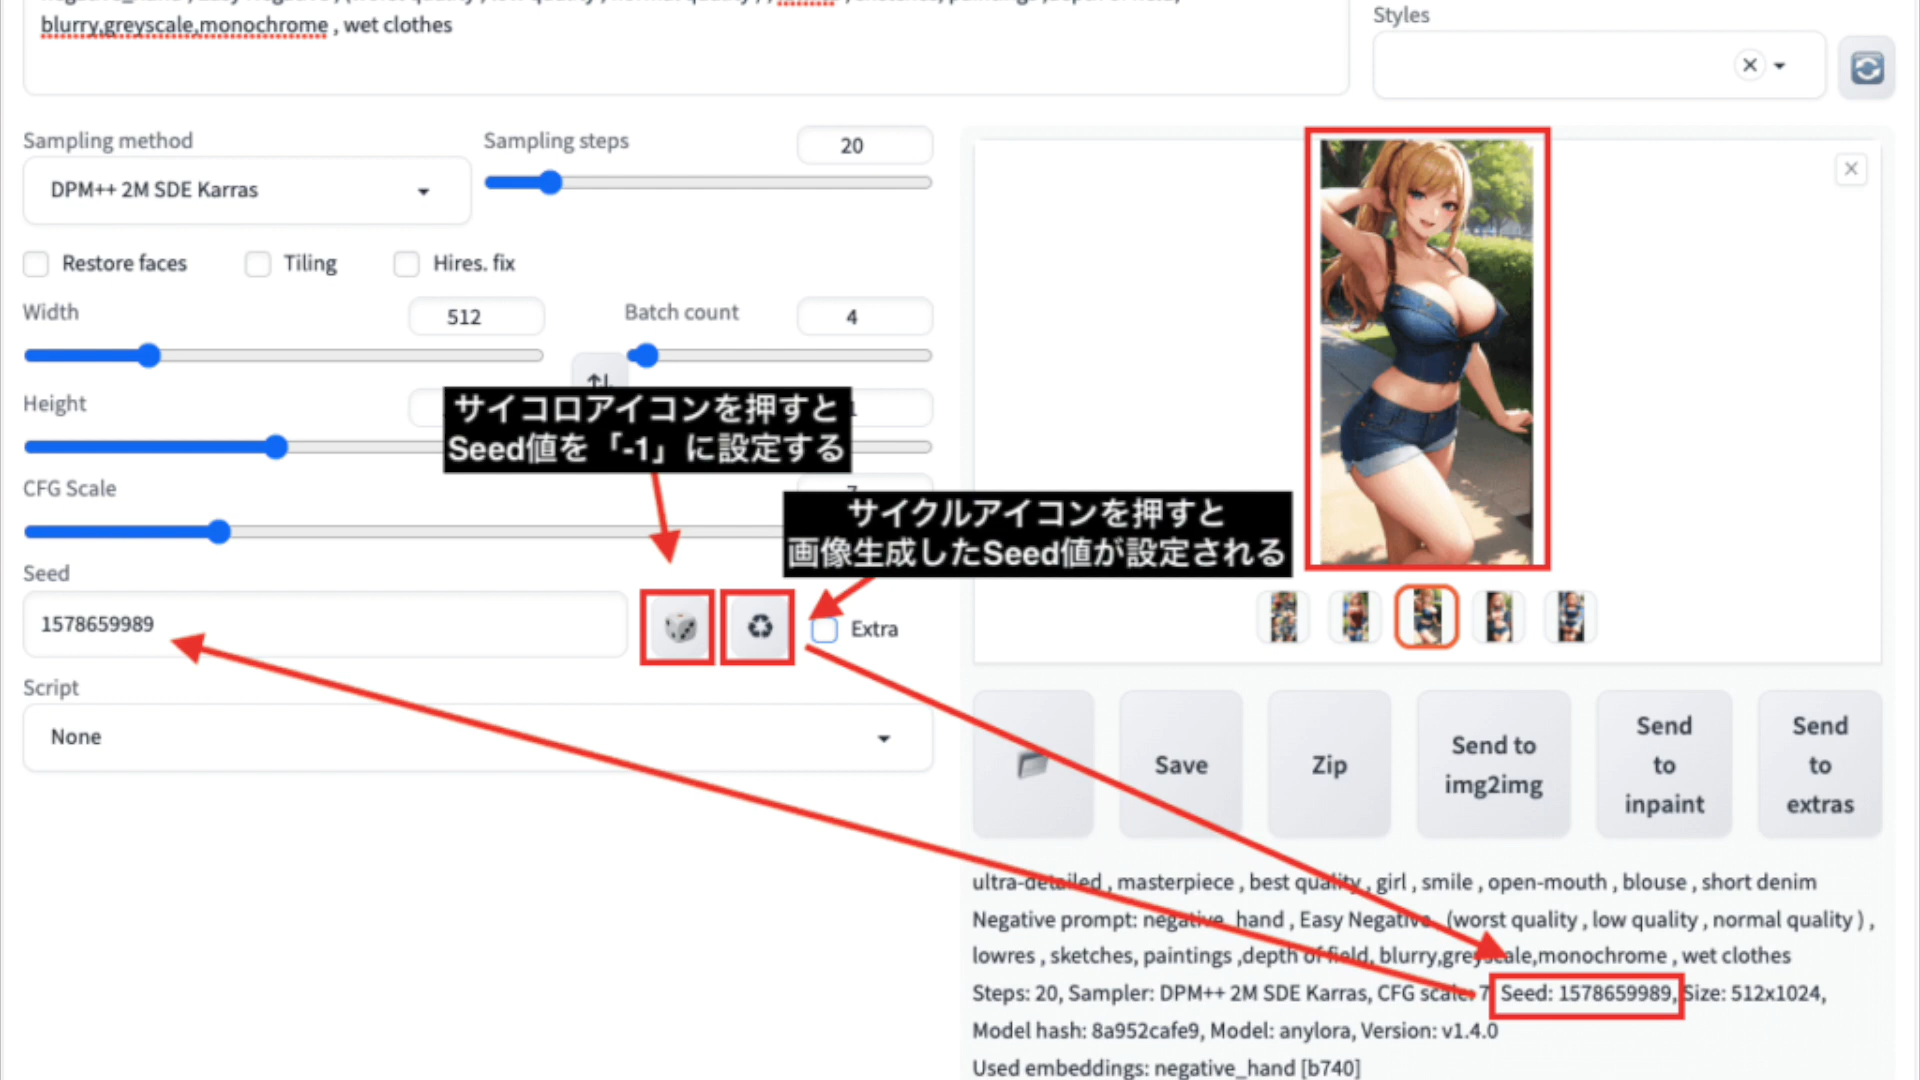 blurry,greyscale,monochrome , wet clothes
Styles
Sampling method
DPM++ 2M SDE Karras
Sampling steps
20
Restore faces
Tiling
Hires. fix
Width
512
Batch count
4
Height
サイコロアイコンを押すと
Seed値を「-1」に設定する
CFG Scale
サイクルアイコンを押すと
画像生成したSeed値が設定される
Seed
1578659989
Extra
Script
None
Save
Zip
Send to
img2img
Send
to
inpaint
Send
to
extras
ultra-detailed , masterpiece , best quality , girl , smile , open-mouth , blouse , short denim
Negative prompt: negative_hand , Easy Negative, (worst quality , low quality , normal quality ) ,
lowres , sketches, paintings ,depth of field, blurry,greyscale,monochrome , wet clothes
Steps: 20, Sampler: DPM++ 2M SDE Karras, CFG scale: 7, Seed: 1578659989, Size: 512x1024,
Model hash: 8a952cafe9, Model: anylora, Version: v1.4.0
Used embeddings: negative_hand [b740]